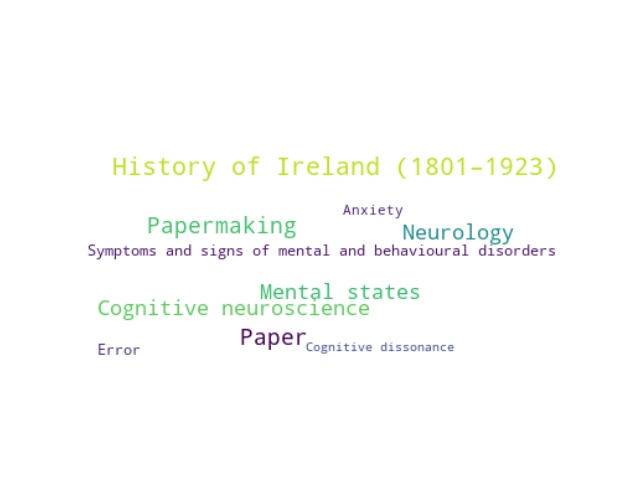 History of Ireland (1801–1923)
Anxiety
Papermaking
Neurology
Symptoms and signs of mental and behavioural disorders
Mental states
Cognitive neuroscience
Paper
Cognitive dissonance
Error